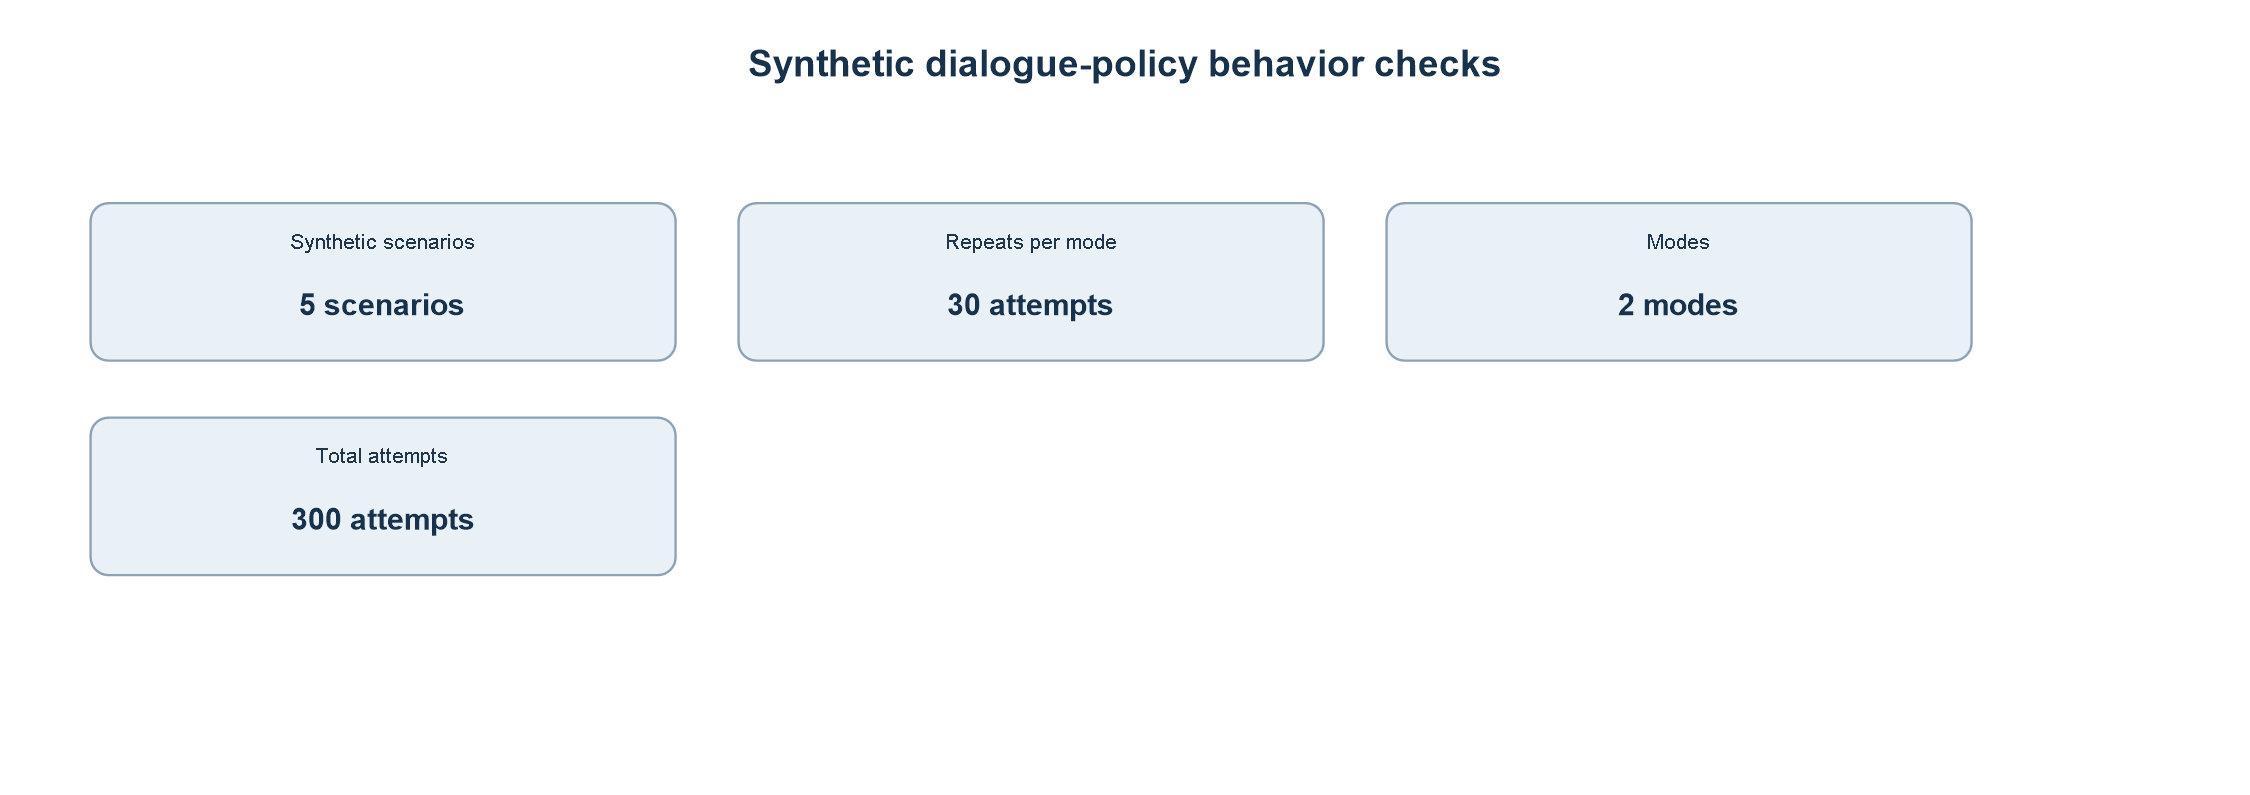 Synthetic dialogue-policy behavior checks
Synthetic scenarios
5 scenarios
Repeats per mode
30 attempts
Modes
2 modes
Total attempts
300 attempts